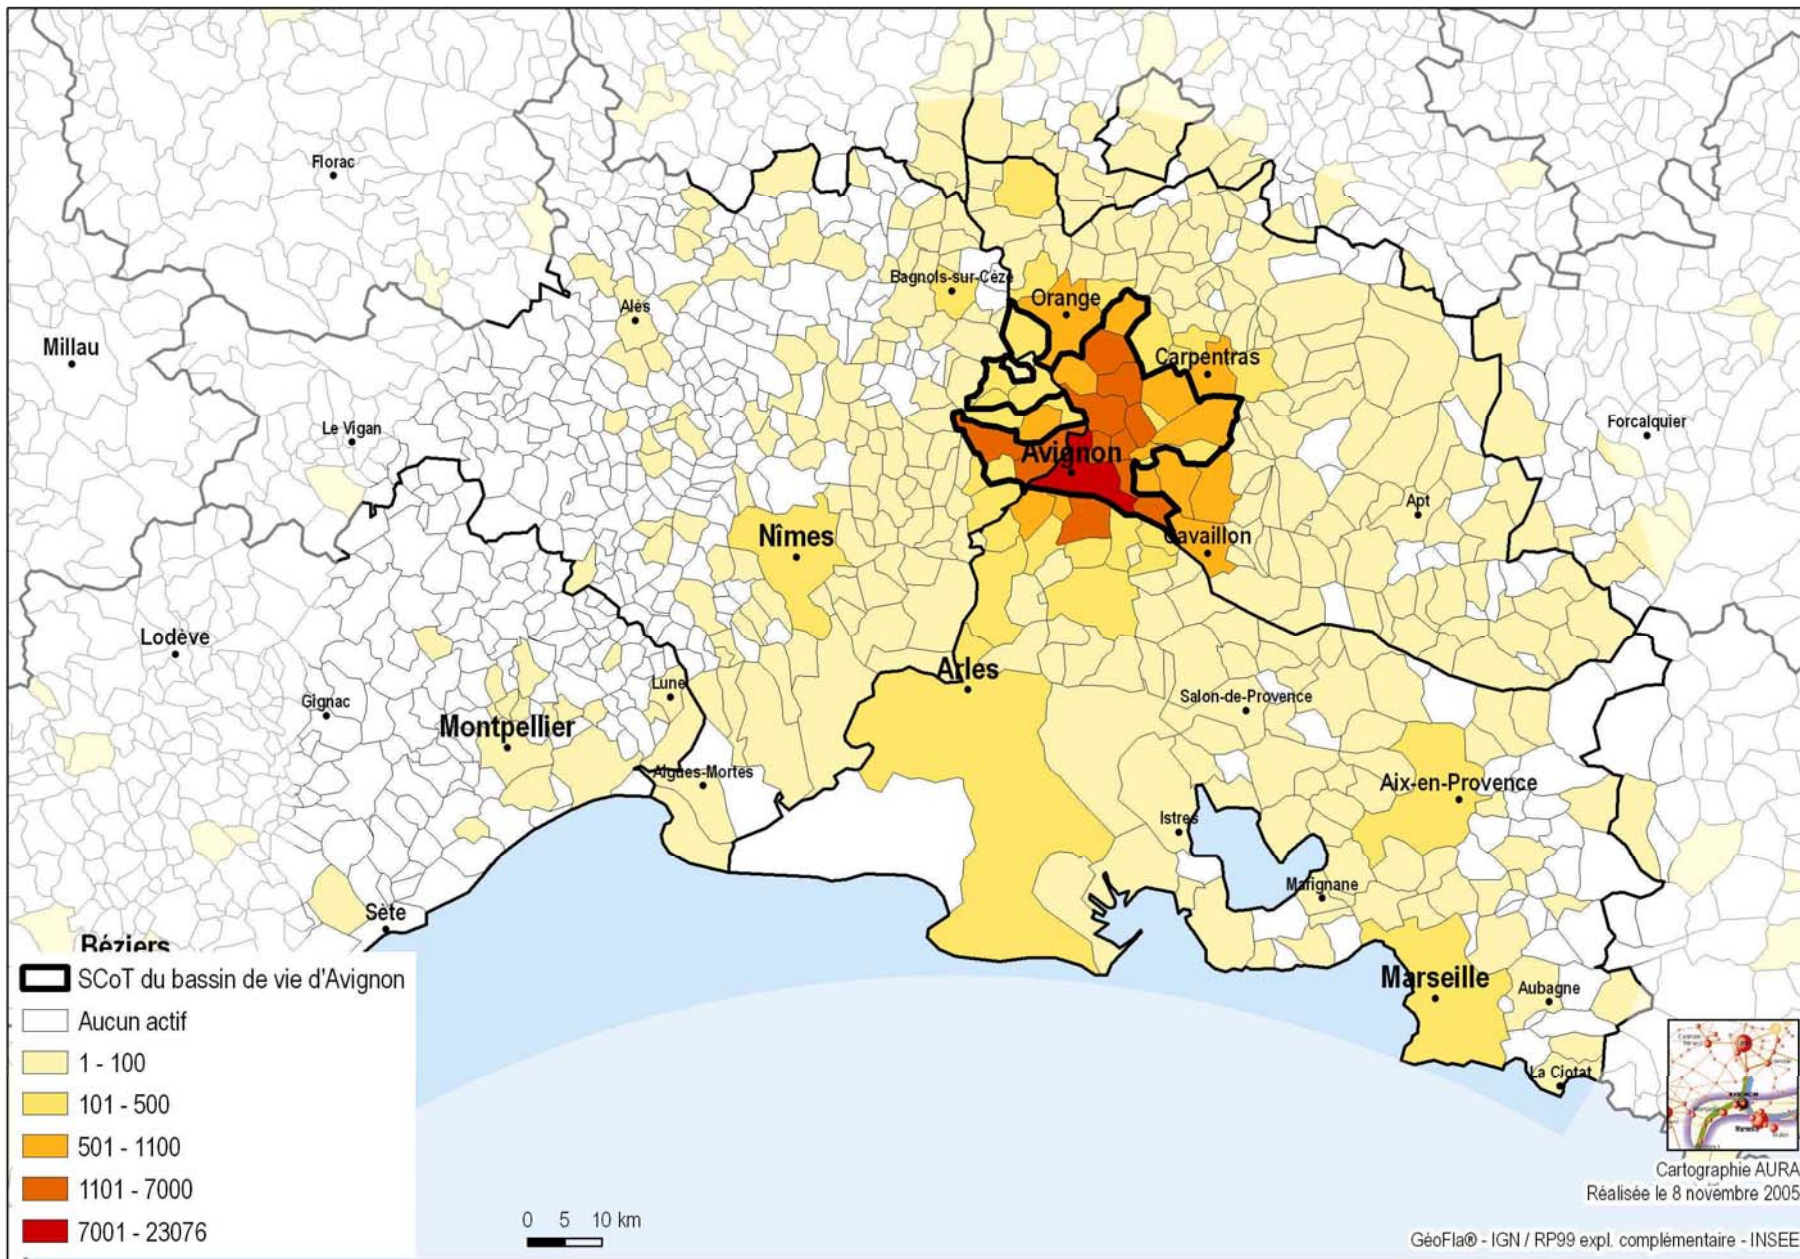 Florac
Bagnols-sur-Cèze
Orange
Alès
Millau
Carpentras
Le Vigan
Forcalquier
Avignon
Apt
Nîmes
Cavaillon
Lodève
Arles
Lune
Salon-de-Provence
Gignac
Montpellier
Aigues-Mortes
Aix-en-Provence
Istres
Marignane
Sète
Béziers
Marseille
Aubagne
La Ciotat
SCoT du bassin de vie d'Avignon
Aucun actif
1 - 100
101 - 500
501 - 1100
1101 - 7000
7001 - 23076
0 5 10 km
Cartographie AURA
Réalisée le 8 novembre 2005
GéoFla® - IGN / RP99 expl. complémentaire - INSEE